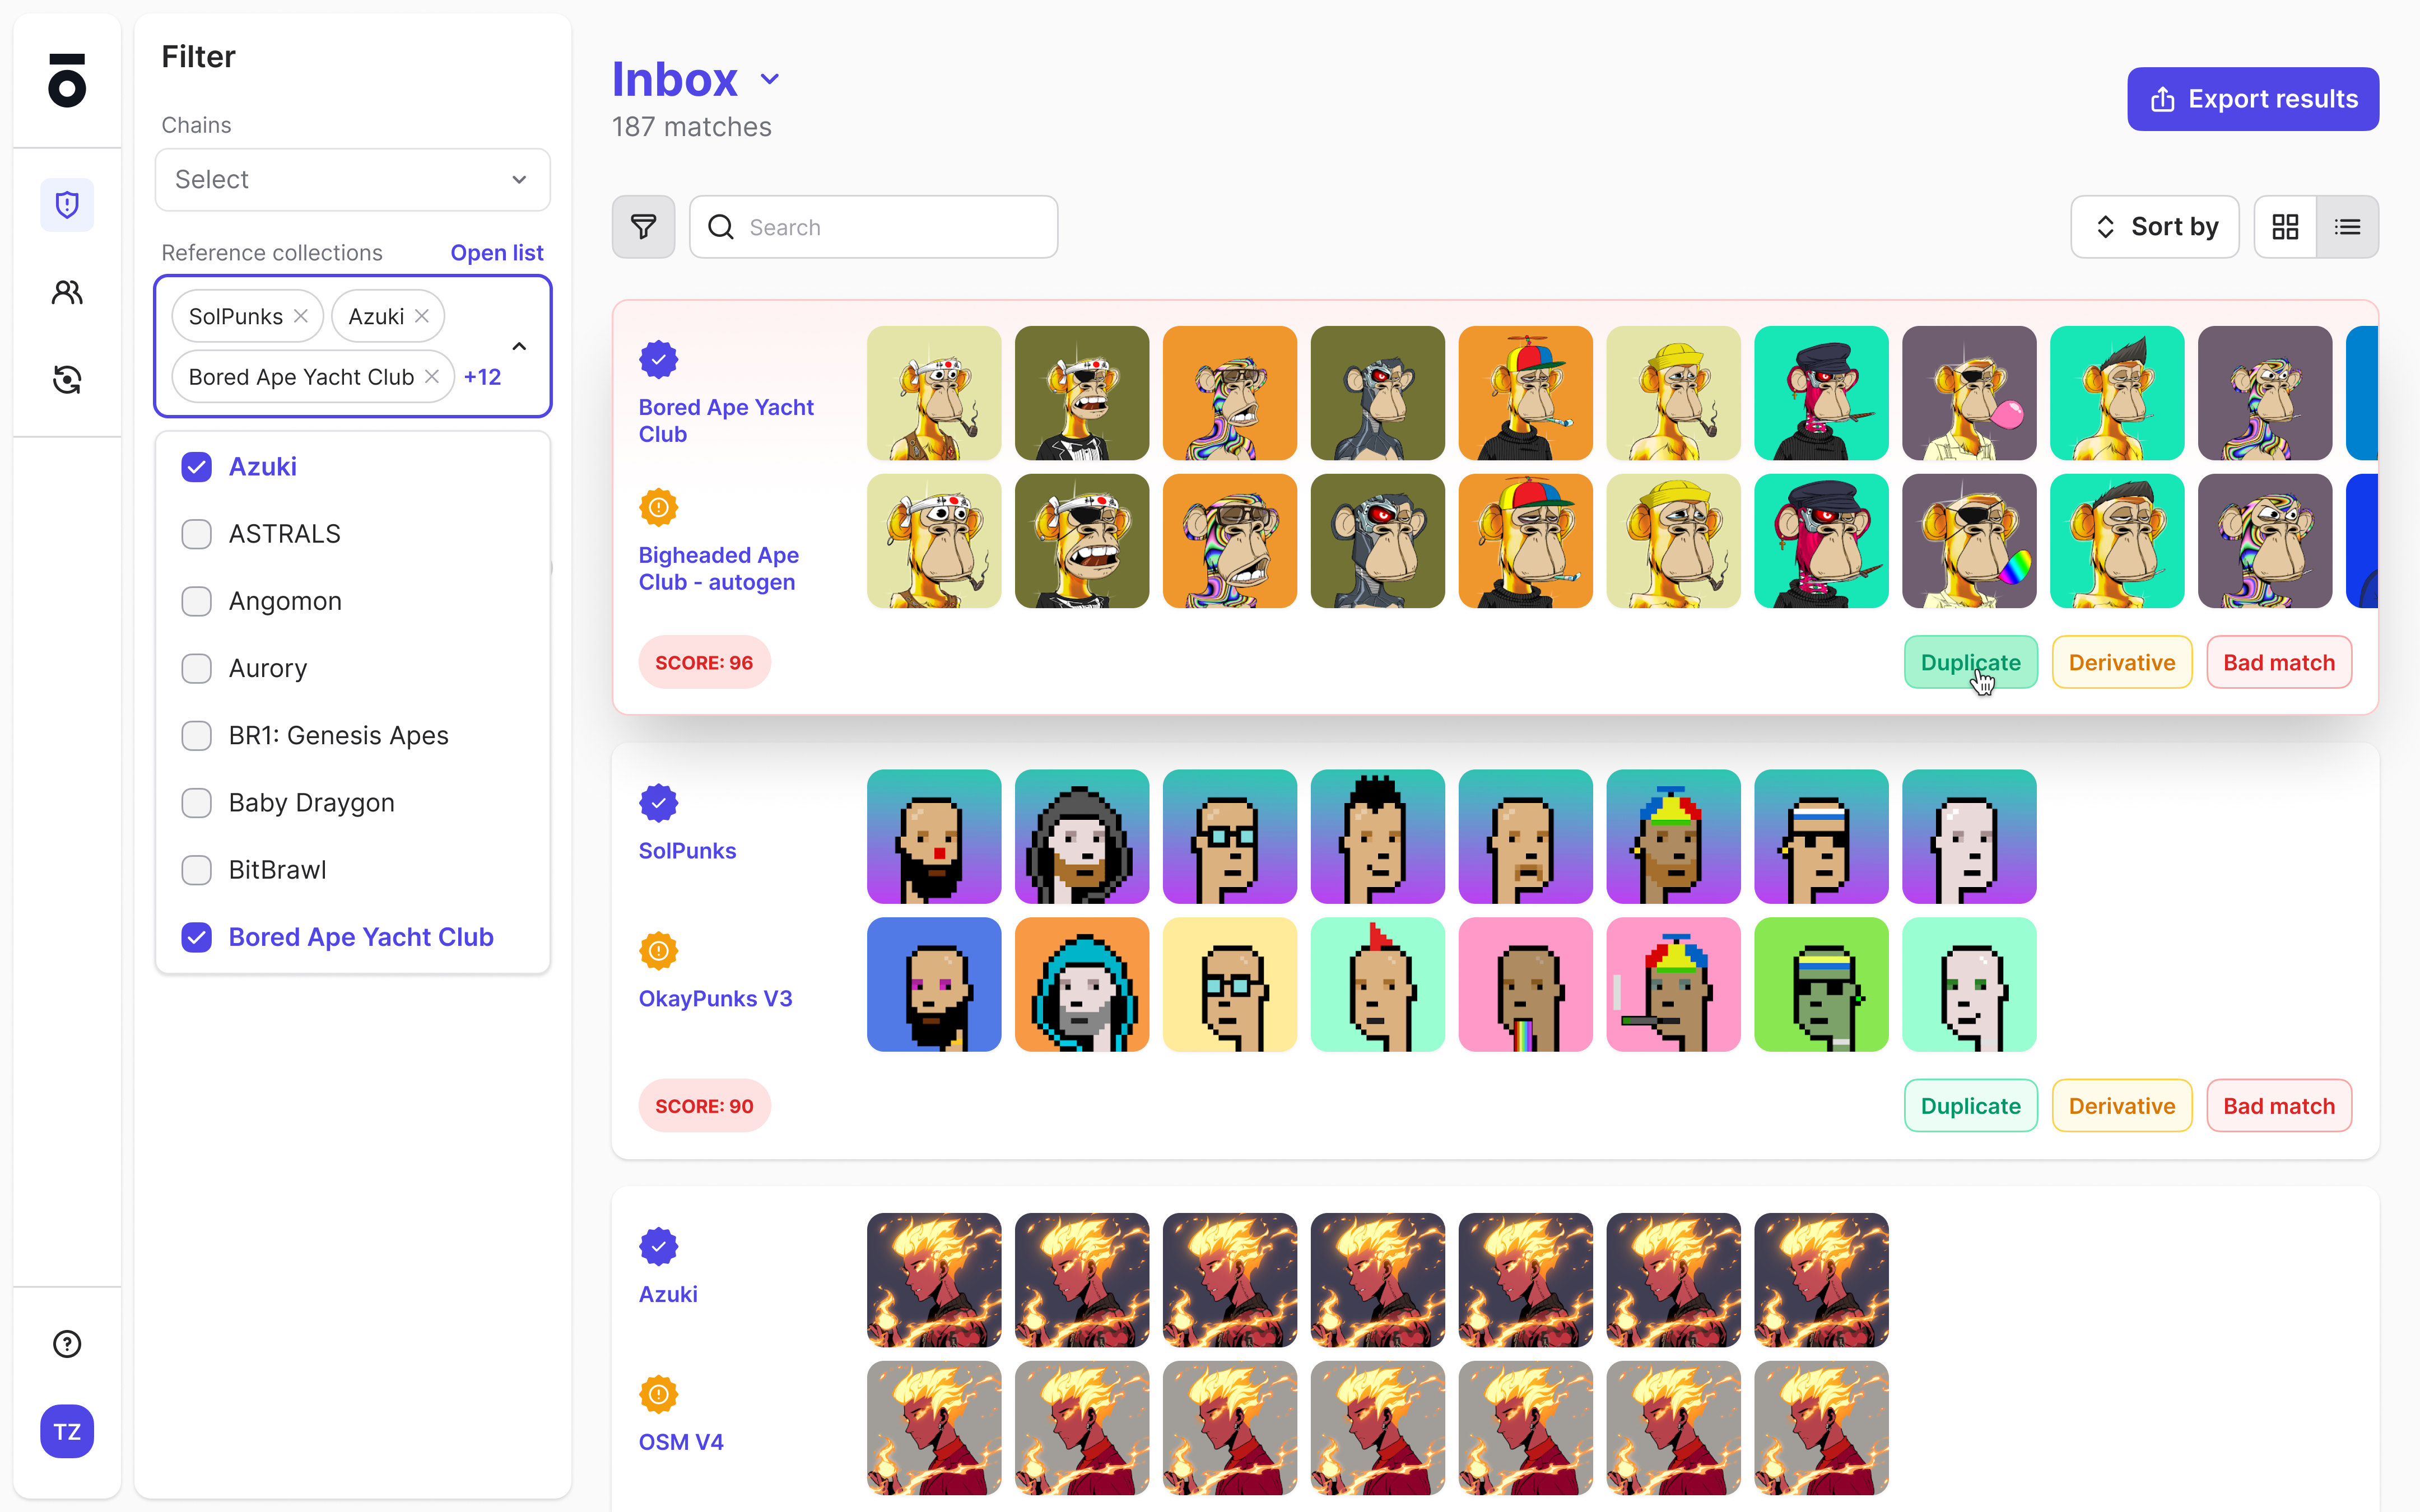 Filter
Chains
Select
Reference collections
Open list
SolPunks
Azuki
Bored Ape Yacht Club
+12
Azuki
ASTRALS
Angomon
Aurory
BR1: Genesis Apes
Baby Draygon
BitBrawl
Bored Ape Yacht Club
TZ
Inbox
187 matches
Export results
Search
Sort by
Bored Ape Yacht
Club
Bigheaded Ape
Club - autogen
SCORE: 96
Duplicate
Derivative
Bad match
SolPunks
OkayPunks V3
SCORE: 90
Duplicate
Derivative
Bad match
Azuki
OSM V4